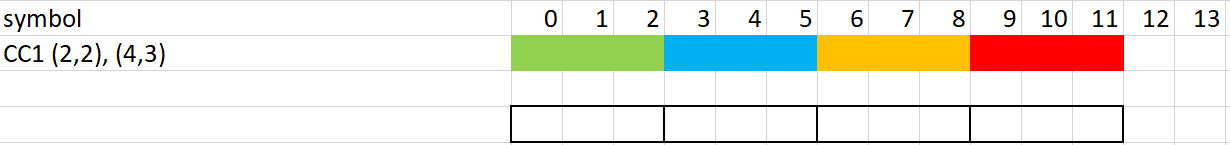 symbol 0 1 2 3 4 5 6 7 8 9 10 11 12 13
CC1 (2,2), (4,3)